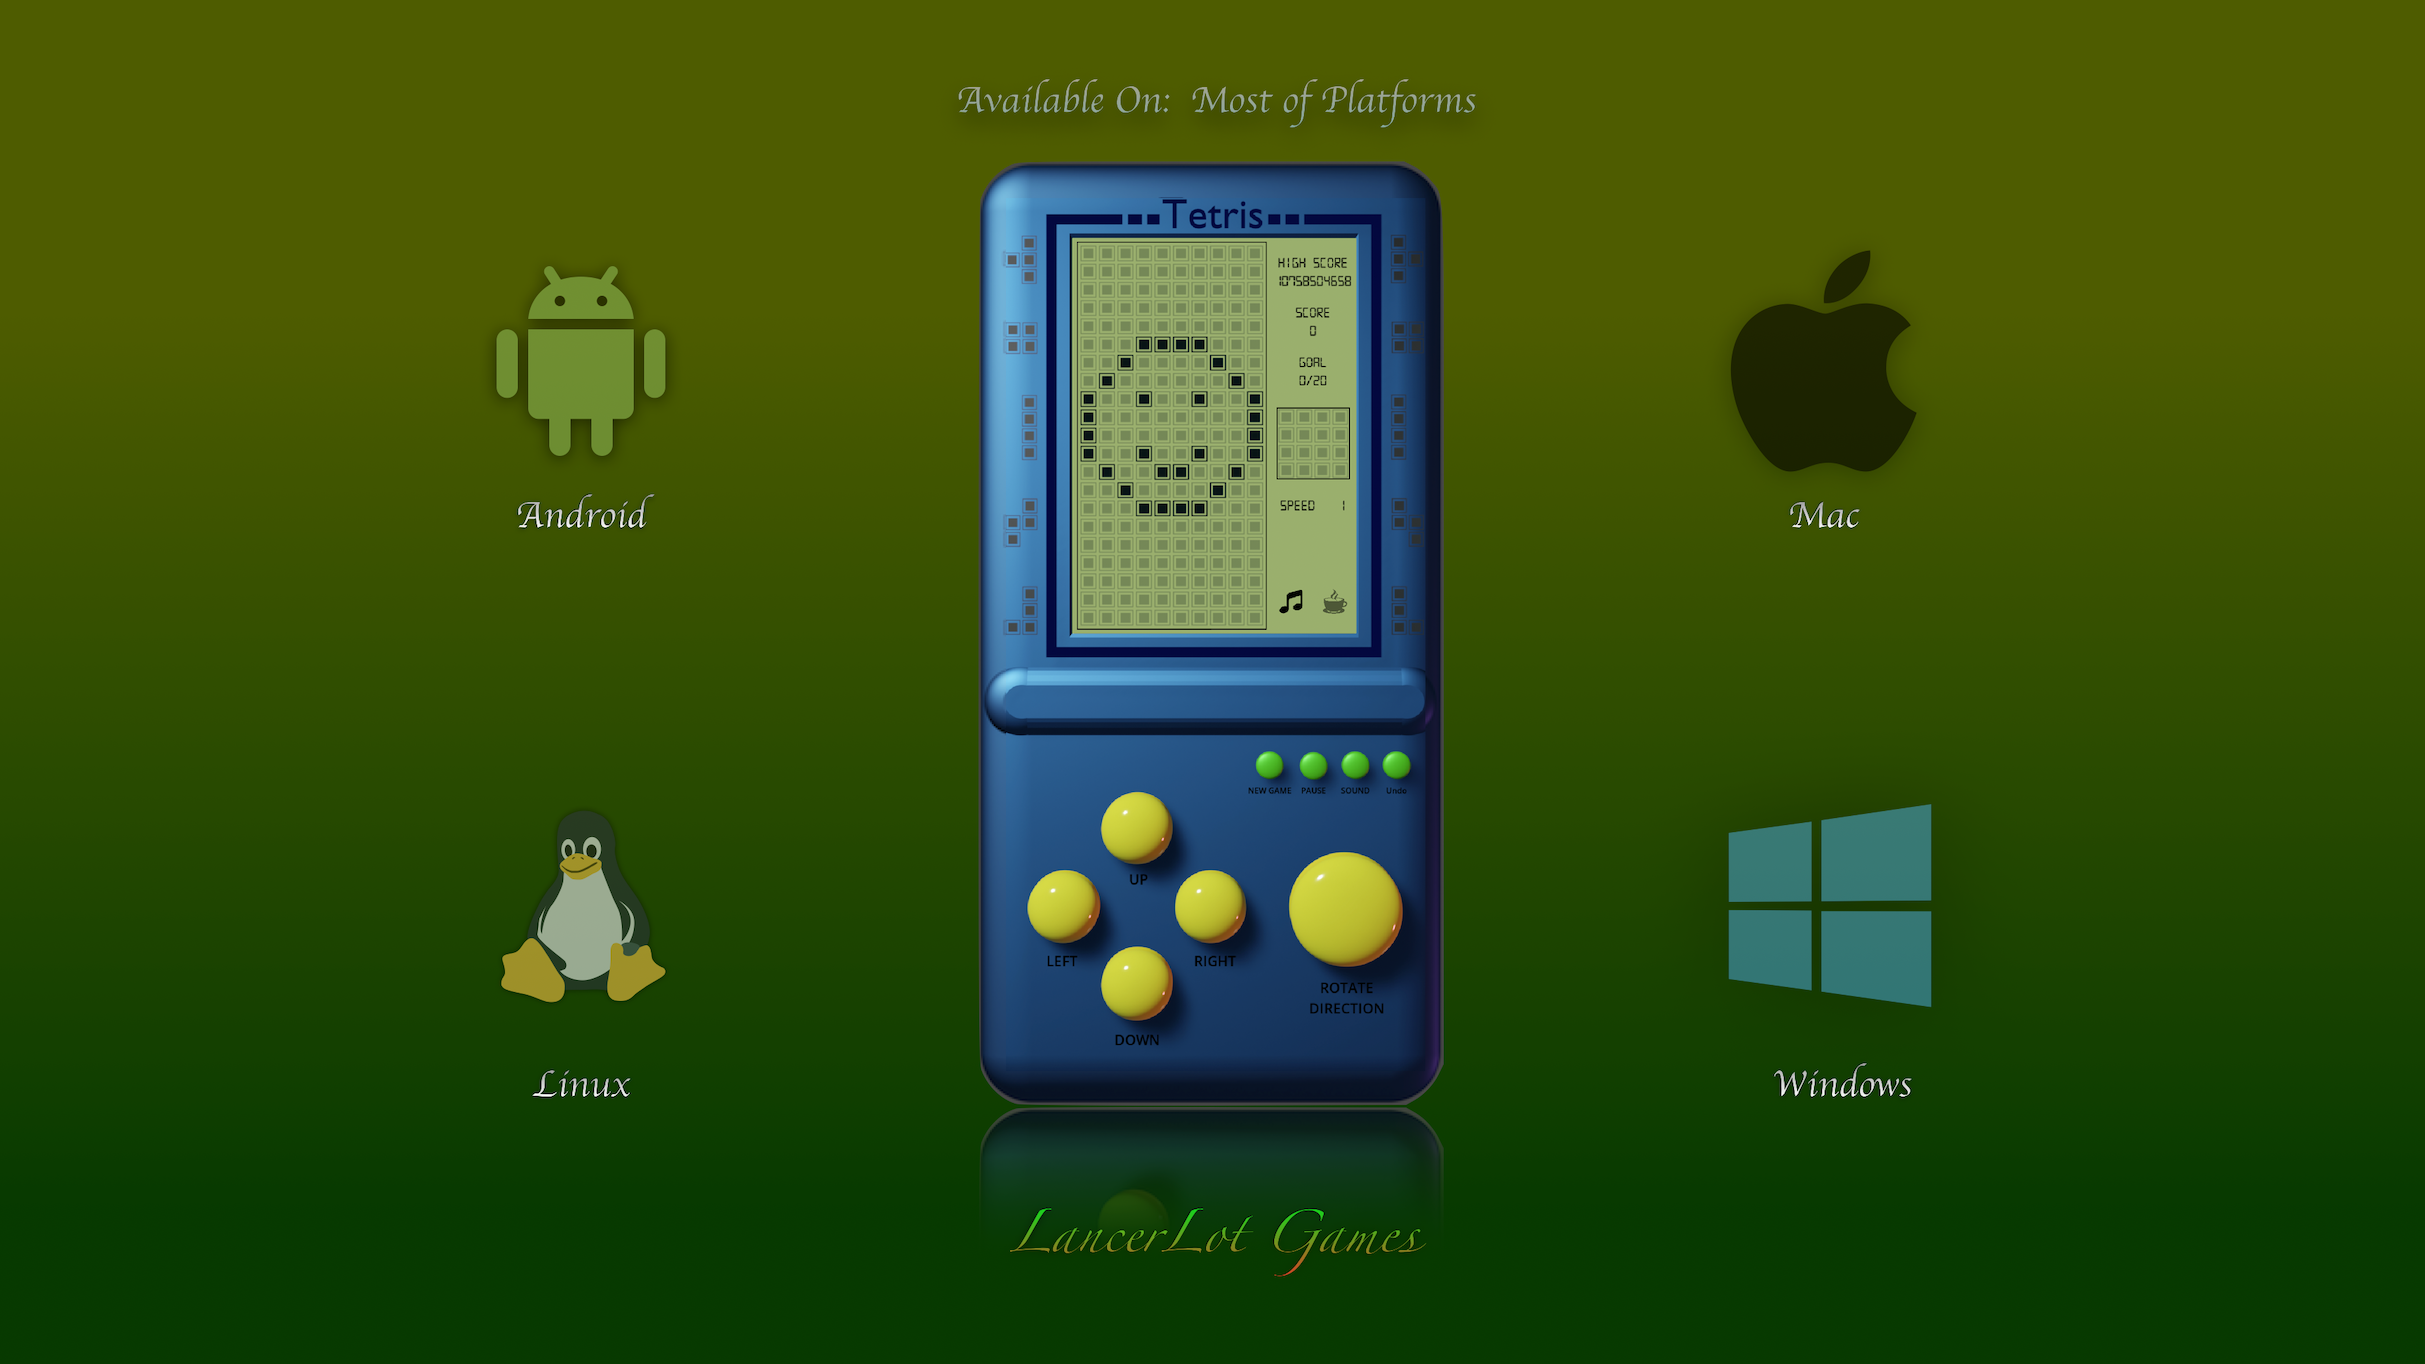 Available On: Most of Platforms
Tetris
HIGH SCORE
10758504658
SCORE
0
GOAL
0/20
SPEED 1
Android
Mac
NEW GAME PAUSE SOUND Undo
UP
LEFT
RIGHT
DOWN
ROTATE
DIRECTION
Linux
Windows
LancerLot Games